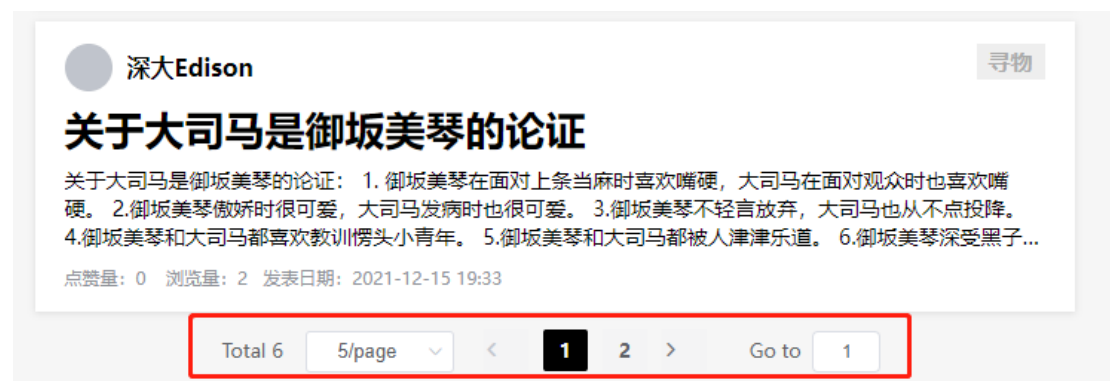 深大Edison
寻物
关于大司马是御坂美琴的论证
关于大司马是御坂美琴的论证： 1. 御坂美琴在面对上条当麻时喜欢嘴硬，大司马在面对观众时也喜欢嘴
硬。 2.御坂美琴傲娇时很可爱，大司马发病时也很可爱。 3.御坂美琴不轻言放弃，大司马也从不点投降。
4.御坂美琴和大司马都喜欢教训愣头小青年。 5.御坂美琴和大司马都被人津津乐道。 6.御坂美琴深受黑子...
点赞量：0 浏览量：2 发表日期：2021-12-15 19:33
Total 6 5/page 1 2 Go to 1